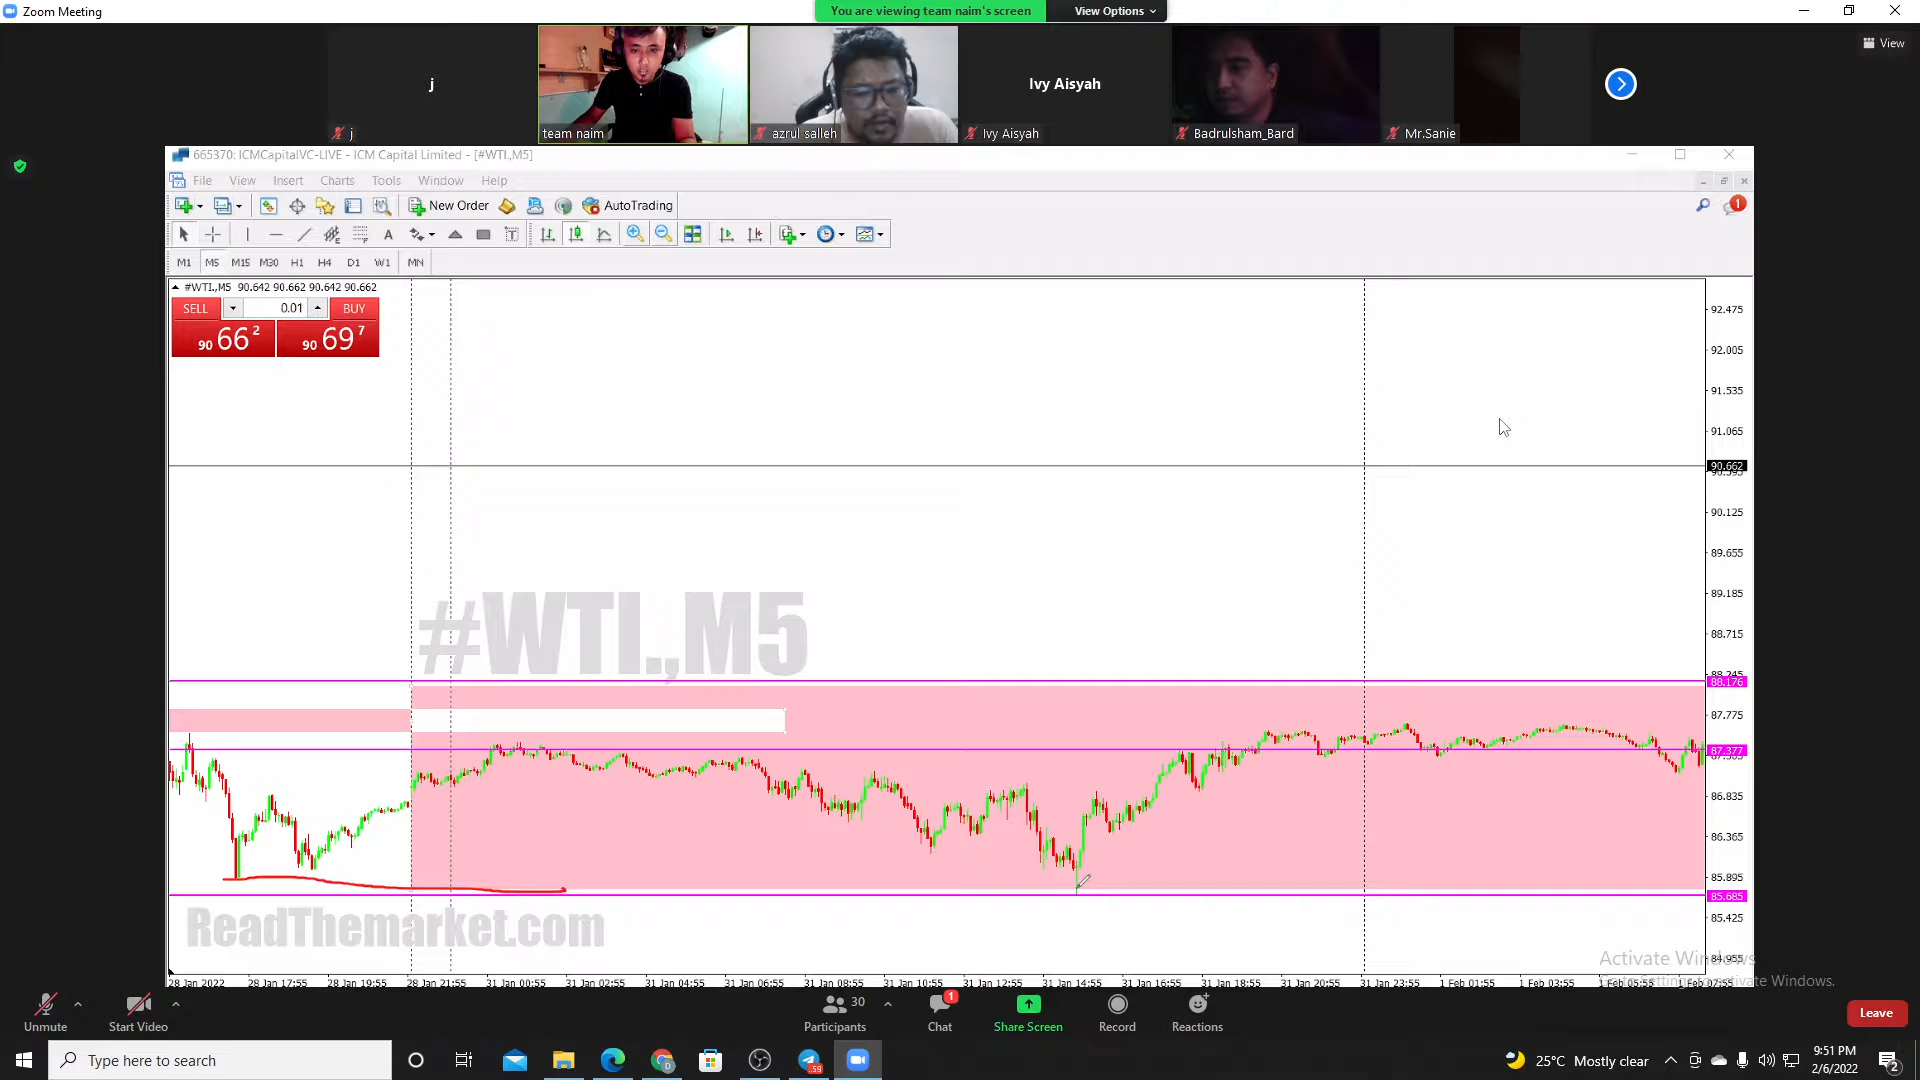 Zoom Meeting
You are viewing team naim's screen
View Options
View
j
Ivy Aisyah
j
team naim
azrul salleh
Ivy Aisyah
Badrulsham_Bard
Mr.Sanie
665370: ICMCapitalVC-LIVE - ICM Capital Limited - [#WTI.,M5]
File View Insert Charts Tools Window Help
New Order
AutoTrading
1
A
T
M1 M5 M15 M30 H1 H4 D1 W1 MN
#WTI.,M5 90.642 90.662 90.642 90.662
SELL 0.01 BUY
90 66 2
90 69 7
92.475
92.005
91.535
91.065
90.662
90.125
89.655
89.185
#WTI.,M5
88.715
88.176
87.775
87.377
86.835
86.365
85.895
85.685
85.425
ReadThemarket.com
84.955
Activate Windows
28 Jan 2022 28 Jan 17:55 28 Jan 19:55 28 Jan 21:55 31 Jan 00:55 31 Jan 02:55 31 Jan 04:55 31 Jan 06:55 31 Jan 08:55 31 Jan 10:55 31 Jan 12:55 31 Jan 14:55 31 Jan 16:55 31 Jan 18:55 31 Jan 20:55 31 Jan 23:55 1 Feb 01:55 1 Feb 03:55
30
1
Unmute
Start Video
Participants
Chat
Share Screen
Record
Reactions
Leave
Type here to search
59
25°C Mostly clear
9:51 PM
2/6/2022
2